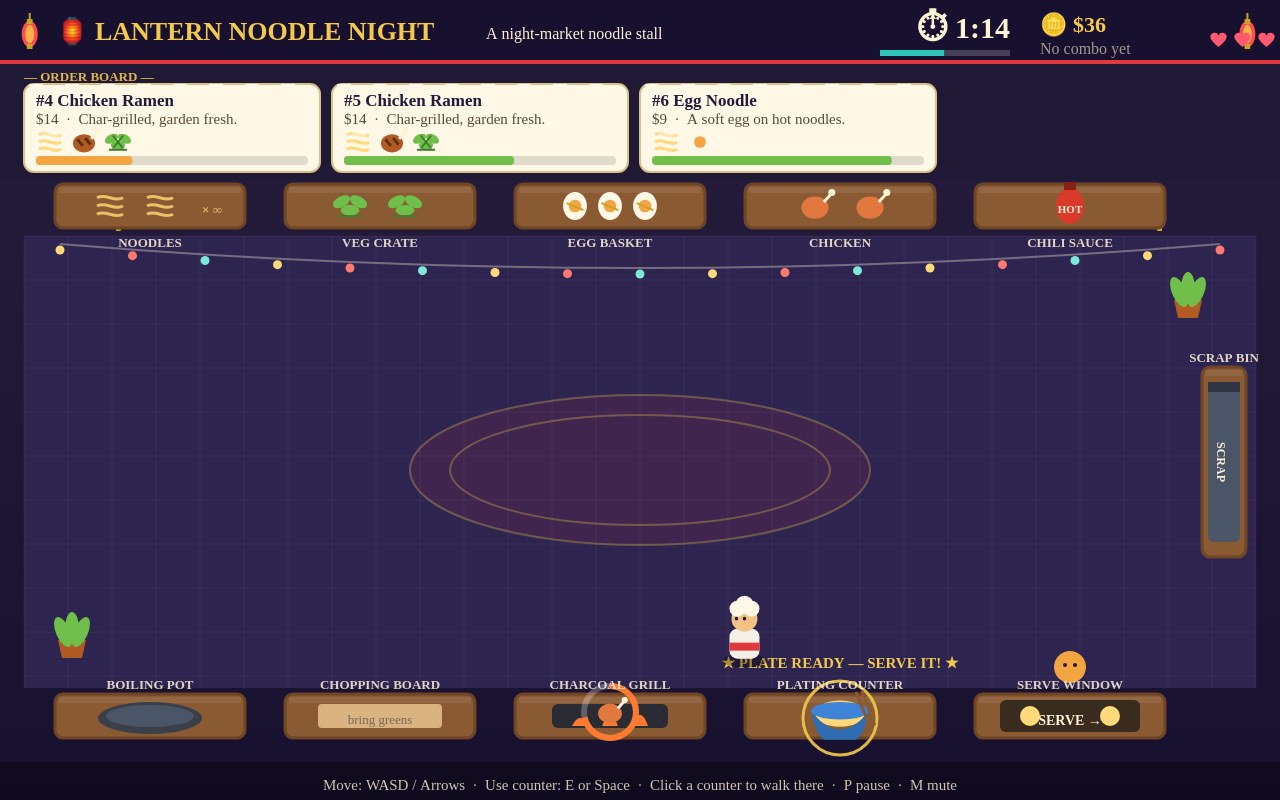 LANTERN NOODLE NIGHT
A night-market noodle stall
1:14
$36
No combo yet
— ORDER BOARD —
#4 Chicken Ramen
$14 · Char-grilled, garden fresh.
#5 Chicken Ramen
$14 · Char-grilled, garden fresh.
#6 Egg Noodle
$9 · A soft egg on hot noodles.
× ∞
HOT
NOODLES
VEG CRATE
EGG BASKET
CHICKEN
CHILI SAUCE
SCRAP BIN
SCRAP
★ PLATE READY — SERVE IT! ★
BOILING POT
CHOPPING BOARD
CHARCOAL GRILL
PLATING COUNTER
SERVE WINDOW
bring greens
SERVE →
Move: WASD / Arrows · Use counter: E or Space · Click a counter to walk there · P pause · M mute